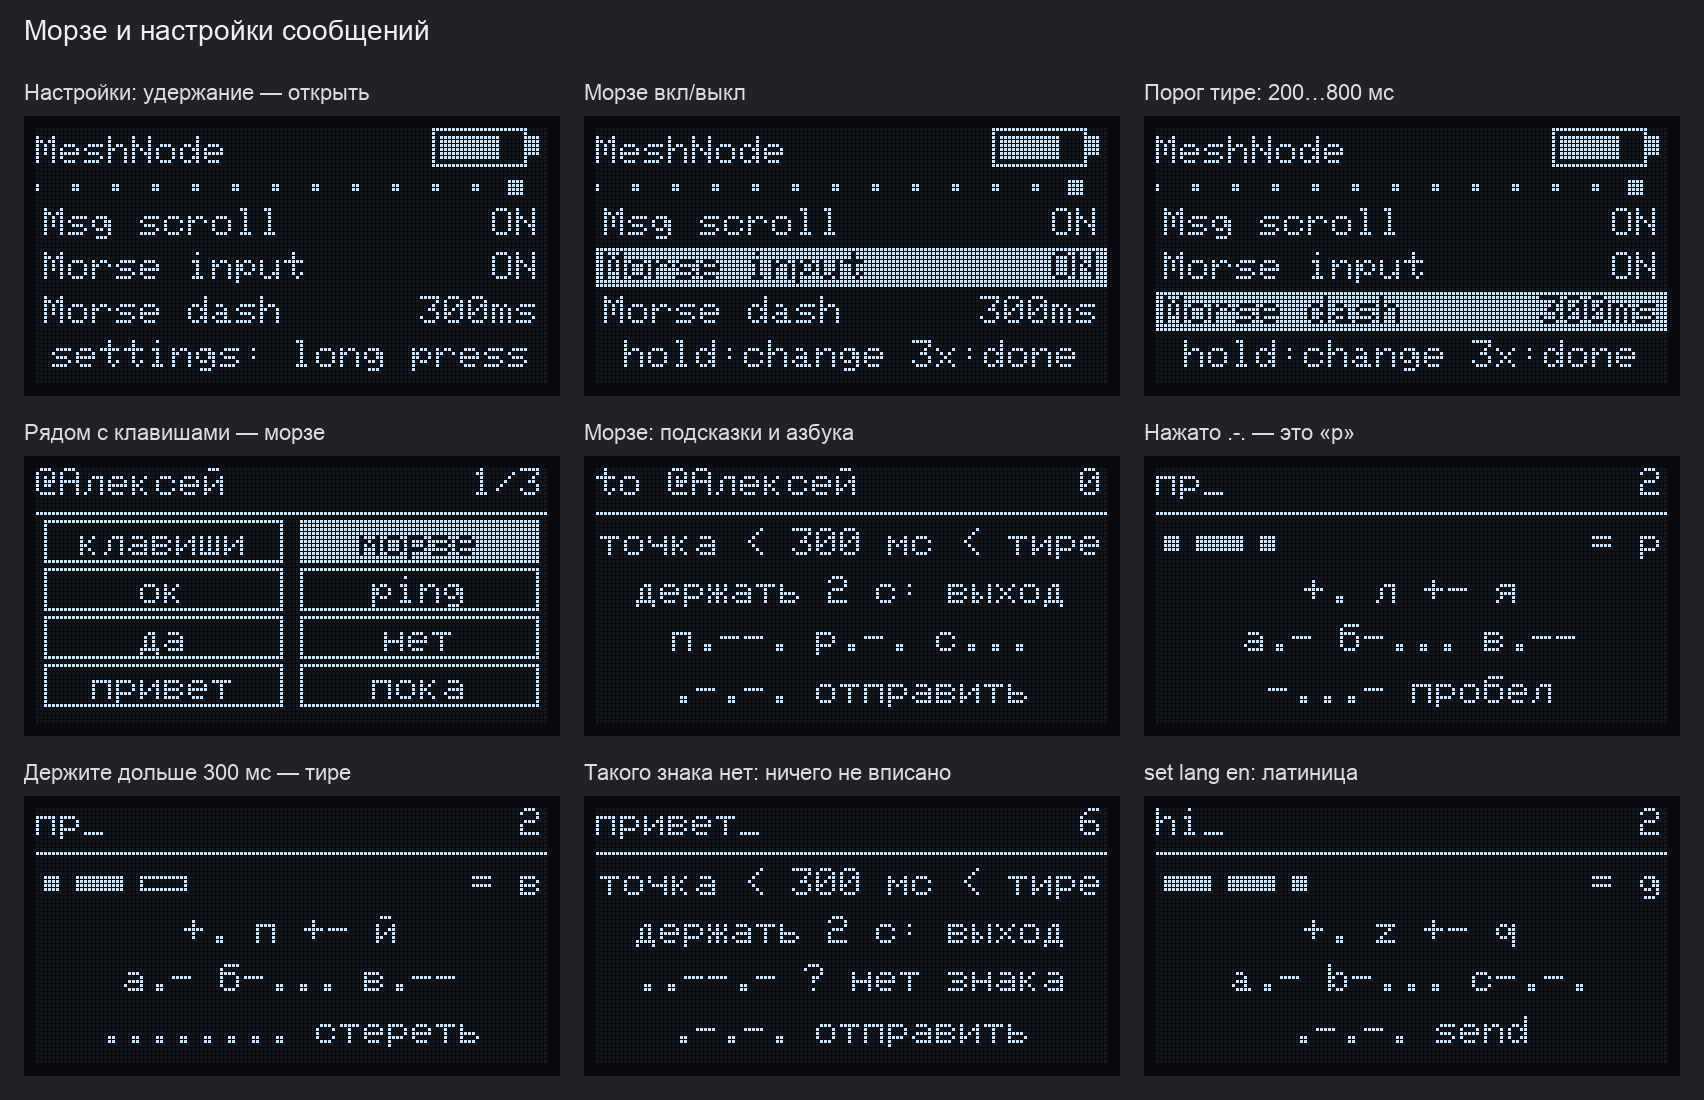 Морзе и настройки сообщений
Настройки: удержание — открыть
MeshNode
Msg scroll ON
Morse input ON
Morse dash 300ms
settings: long press
Морзе вкл/выкл
MeshNode
Msg scroll ON
Morse input ON
Morse dash 300ms
hold:change 3x:done
Порог тире: 200…800 мс
MeshNode
Msg scroll ON
Morse input ON
Morse dash 300ms
hold:change 3x:done
Рядом с клавишами — морзе
@Алексей 1/3
клавиши морзе
ок ping
да нет
привет пока
Морзе: подсказки и азбука
to @Алексей 0
точка < 300 мс < тире
держать 2 с: выход
п.--. р.-. с...
.-.-. отправить
Нажато .-. — это «р»
пр_ 2
= р
+. л +- я
а.- б-... в.--
-..- пробел
Держите дольше 300 мс — тире
пр_ 2
= в
+. п +- й
а.- б-... в.--
........ стереть
Такого знака нет: ничего не вписано
привет_ 6
точка < 300 мс < тире
держать 2 с: выход
..--.- ? нет знака
.-.-. отправить
set lang en: латиница
hi_ 2
= g
+. z +- q
a.- b-... c-.-.
.-.-. send